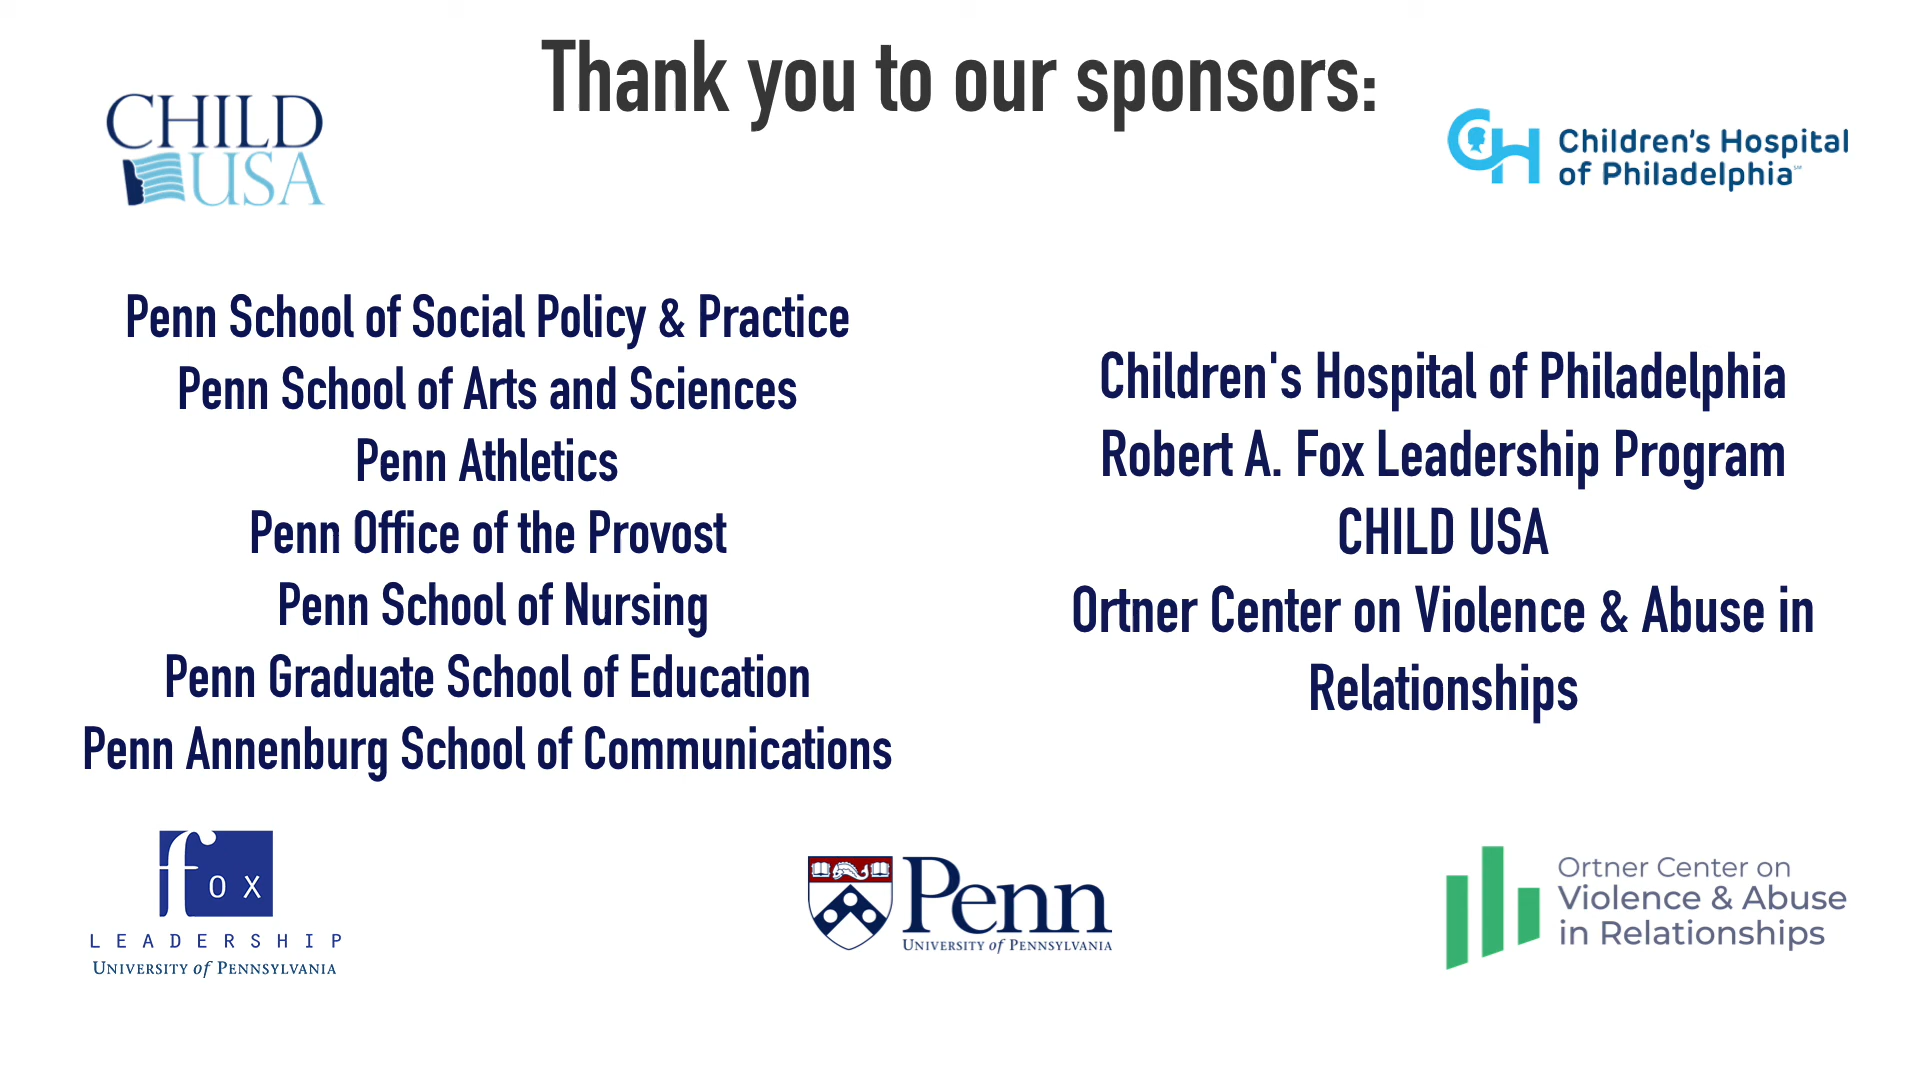 Thank you to our sponsors:
CHILD
USA
Children's Hospital
of Philadelphia℠
Penn School of Social Policy & Practice
Penn School of Arts and Sciences
Penn Athletics
Penn Office of the Provost
Penn School of Nursing
Penn Graduate School of Education
Penn Annenburg School of Communications
Children's Hospital of Philadelphia
Robert A. Fox Leadership Program
CHILD USA
Ortner Center on Violence & Abuse in
Relationships
fox
LEADERSHIP
UNIVERSITY of PENNSYLVANIA
Penn
UNIVERSITY of PENNSYLVANIA
Ortner Center on
Violence & Abuse
in Relationships